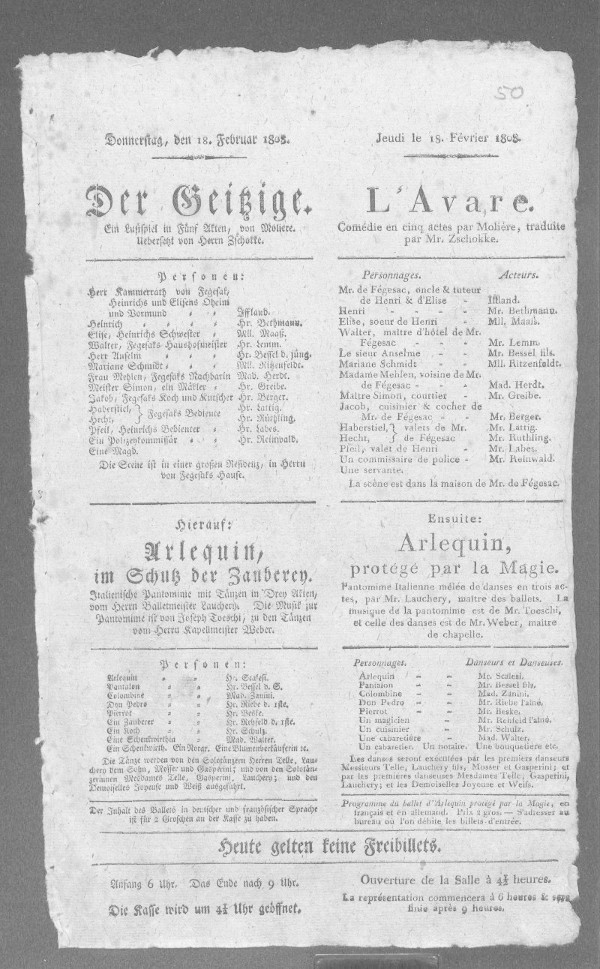 50
Donnerstag, den 18. Februar 1808.
Der Geitzige.
Ein Lustspiel in Fünf Akten, von Moliere.
Uebersetzt von Herrn Zschokke.
Personen:
Herr Kammerrath von Fegesak,
Heinrichs und Elisens Oheim
und Vormund - - Iffland.
Heinrich - - - - Hr. Bethmann.
Elise, Heinrichs Schwester - Mll. Maaß.
Walter, Fegesaks Haushofmeister Hr. Lemm.
Herr Anselm - - Hr. Bessel d. jüng.
Mariane Schmidt - - Mll. Ritzenfeldt.
Frau Mehlen, Fegesaks Nachbarin Mad. Herdt.
Meister Simon, ein Mäkler - Hr. Greibe.
Jakob, Fegesaks Koch und Kutscher Hr. Berger.
Haberstiel, } Fegesaks Bediente Hr. Lattig.
Hecht, Hr. Rüthling.
Pfeil, Heinrichs Bedienter - Hr. Labes.
Ein Polizeykommissär - - Hr. Reinwald.
Eine Magd.
Die Scene ist in einer großen Residenz, in Herrn
von Fegesaks Hause.
Hierauf:
Arlequin,
im Schutz der Zauberey.
Italienische Pantomime mit Tänzen in Drey Akten,
vom Herrn Balletmeister Lauchery. Die Musik zur
Pantomime ist von Joseph Toeschi, zu den Tänzen
vom Herrn Kapellmeister Weber.
Personen:
Arlequin - - Hr. Scalesi.
Pantalon - - Hr. Bessel d. S.
Colombine - - Mad. Zanini.
Don Pedro - - Hr. Riebe d. 1ste.
Pierrot - - Hr. Beske.
Ein Zauberer - - Hr. Rehfeld d. 1ste.
Ein Koch - - Hr. Schulz.
Eine Schenkwirthin - Mad. Walter.
Ein Schenkwirth. Ein Notar. Eine Blumenverkäuferin ec.
Die Tänze werden von den Solotänzern Herren Telle, Lauchery
dem Sohn, Mosser und Gasperini; und von den Solotänzerinnen
Mesdames Telle, Gasperini, Lauchery; und den
Demoiselles Joyeuse und Weiß ausgeführt.
Der Inhalt des Ballets in deutscher und französischer Sprache
ist für 2 Groschen an der Kasse zu haben.
Jeudi le 18. Février 1808.
L'Avare.
Comédie en cinq actes par Molière, traduite
par Mr. Zschokke.
Personnages. Acteurs.
Mr. de Fégesac, oncle & tuteur
de Henri & d'Elise - Iffland.
Henri - - - - Mr. Bethmann.
Elise, soeur de Henri - Mll. Maaß.
Walter, maître d'hôtel de Mr.
Fégesac - - - Mr. Lemm.
Le sieur Anselme - - Mr. Bessel fils.
Mariane Schmidt - - Mll. Ritzenfeldt.
Madame Mehlen, voisine de Mr.
de Fégesac - - - Mad. Herdt.
Maître Simon, courtier - Mr. Greibe.
Jacob, cuisinier & cocher de
Mr. de Fégesac - - Mr. Berger.
Haberstiel, } valets de Mr. - Mr. Lattig.
Hecht, } de Fégesac - Mr. Ruthling.
Pfeil, valet de Henri - Mr. Labes.
Un commissaire de police - Mr. Reinwald.
Une servante.
La scène est dans la maison de Mr. de Fégesac.
Ensuite:
Arlequin,
protégé par la Magie.
Pantomime Italienne mêlée de danses en trois actes,
par Mr. Lauchery, maître des ballets. La
musique de la pantomime est de Mr. Toeschi,
et celle des danses est de Mr. Weber, maître
de chapelle.
Personnages. Danseurs et Danseuses.
Arlequin - - - Mr. Scalesi.
Pantalon - - - Mr. Bessel fils.
Colombine - - Mad. Zanini.
Don Pedro - - Mr. Riebe l'aîné.
Pierrot - - - Mr. Beske.
Un magicien - - Mr. Rehfeld l'aîné.
Un cuisinier - - Mr. Schulz.
Une cabaretière - Mad. Walter.
Un cabaretier. Un notaire. Une bouquetière etc.
Les danses seront exécutées par les premiers danseurs
Messieurs Telle, Lauchery fils, Mosser et Gasperini; et
par les premières danseuses Mesdames Telle, Gasperini,
Lauchery; et les Demoiselles Joyeuse et Weiß.
Programme du ballet d'Arlequin protegé par la Magie, en
français et en allemand. Prix 2 gros. — S'adresser au
bureau où l'on débite les billets d'entrée.
Heute gelten keine Freibillets.
Anfang 6 Uhr. Das Ende nach 9 Uhr.
Die Kasse wird um 4½ Uhr geöffnet.
Ouverture de la Salle à 4½ heures.
La représentation commencera à 6 heures & sera
finie après 9 heures.